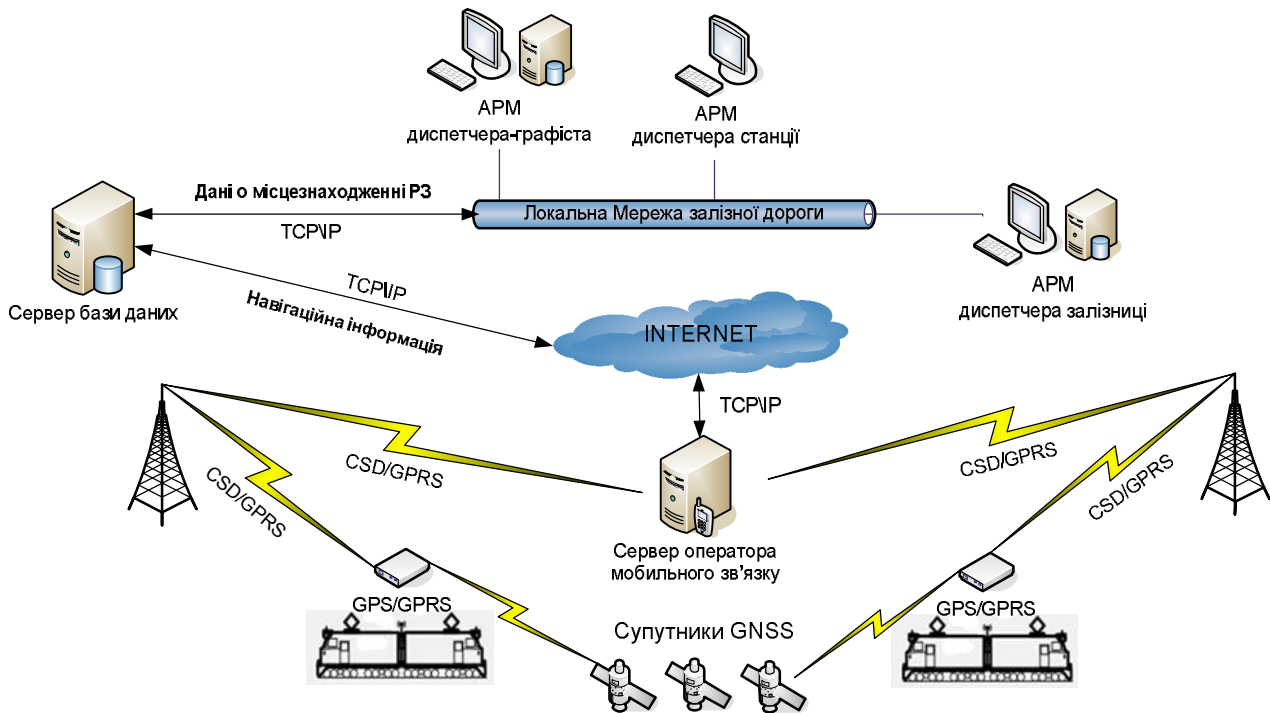 АРМ
диспетчера-графіста
АРМ
диспетчера станції
Дані о місцезнаходженні РЗ
TCP\IP
Локальна Мережа залізної дороги
Сервер бази даних
TCP\I/P
Навігаційна інформація
INTERNET
АРМ
диспетчера залізниці
TCP\IP
CSD/GPRS
CSD/GPRS
CSD/GPRS
CSD/GPRS
Сервер оператора
мобильного зв'язку
GPS/GPRS
GPS/GPRS
Супутники GNSS